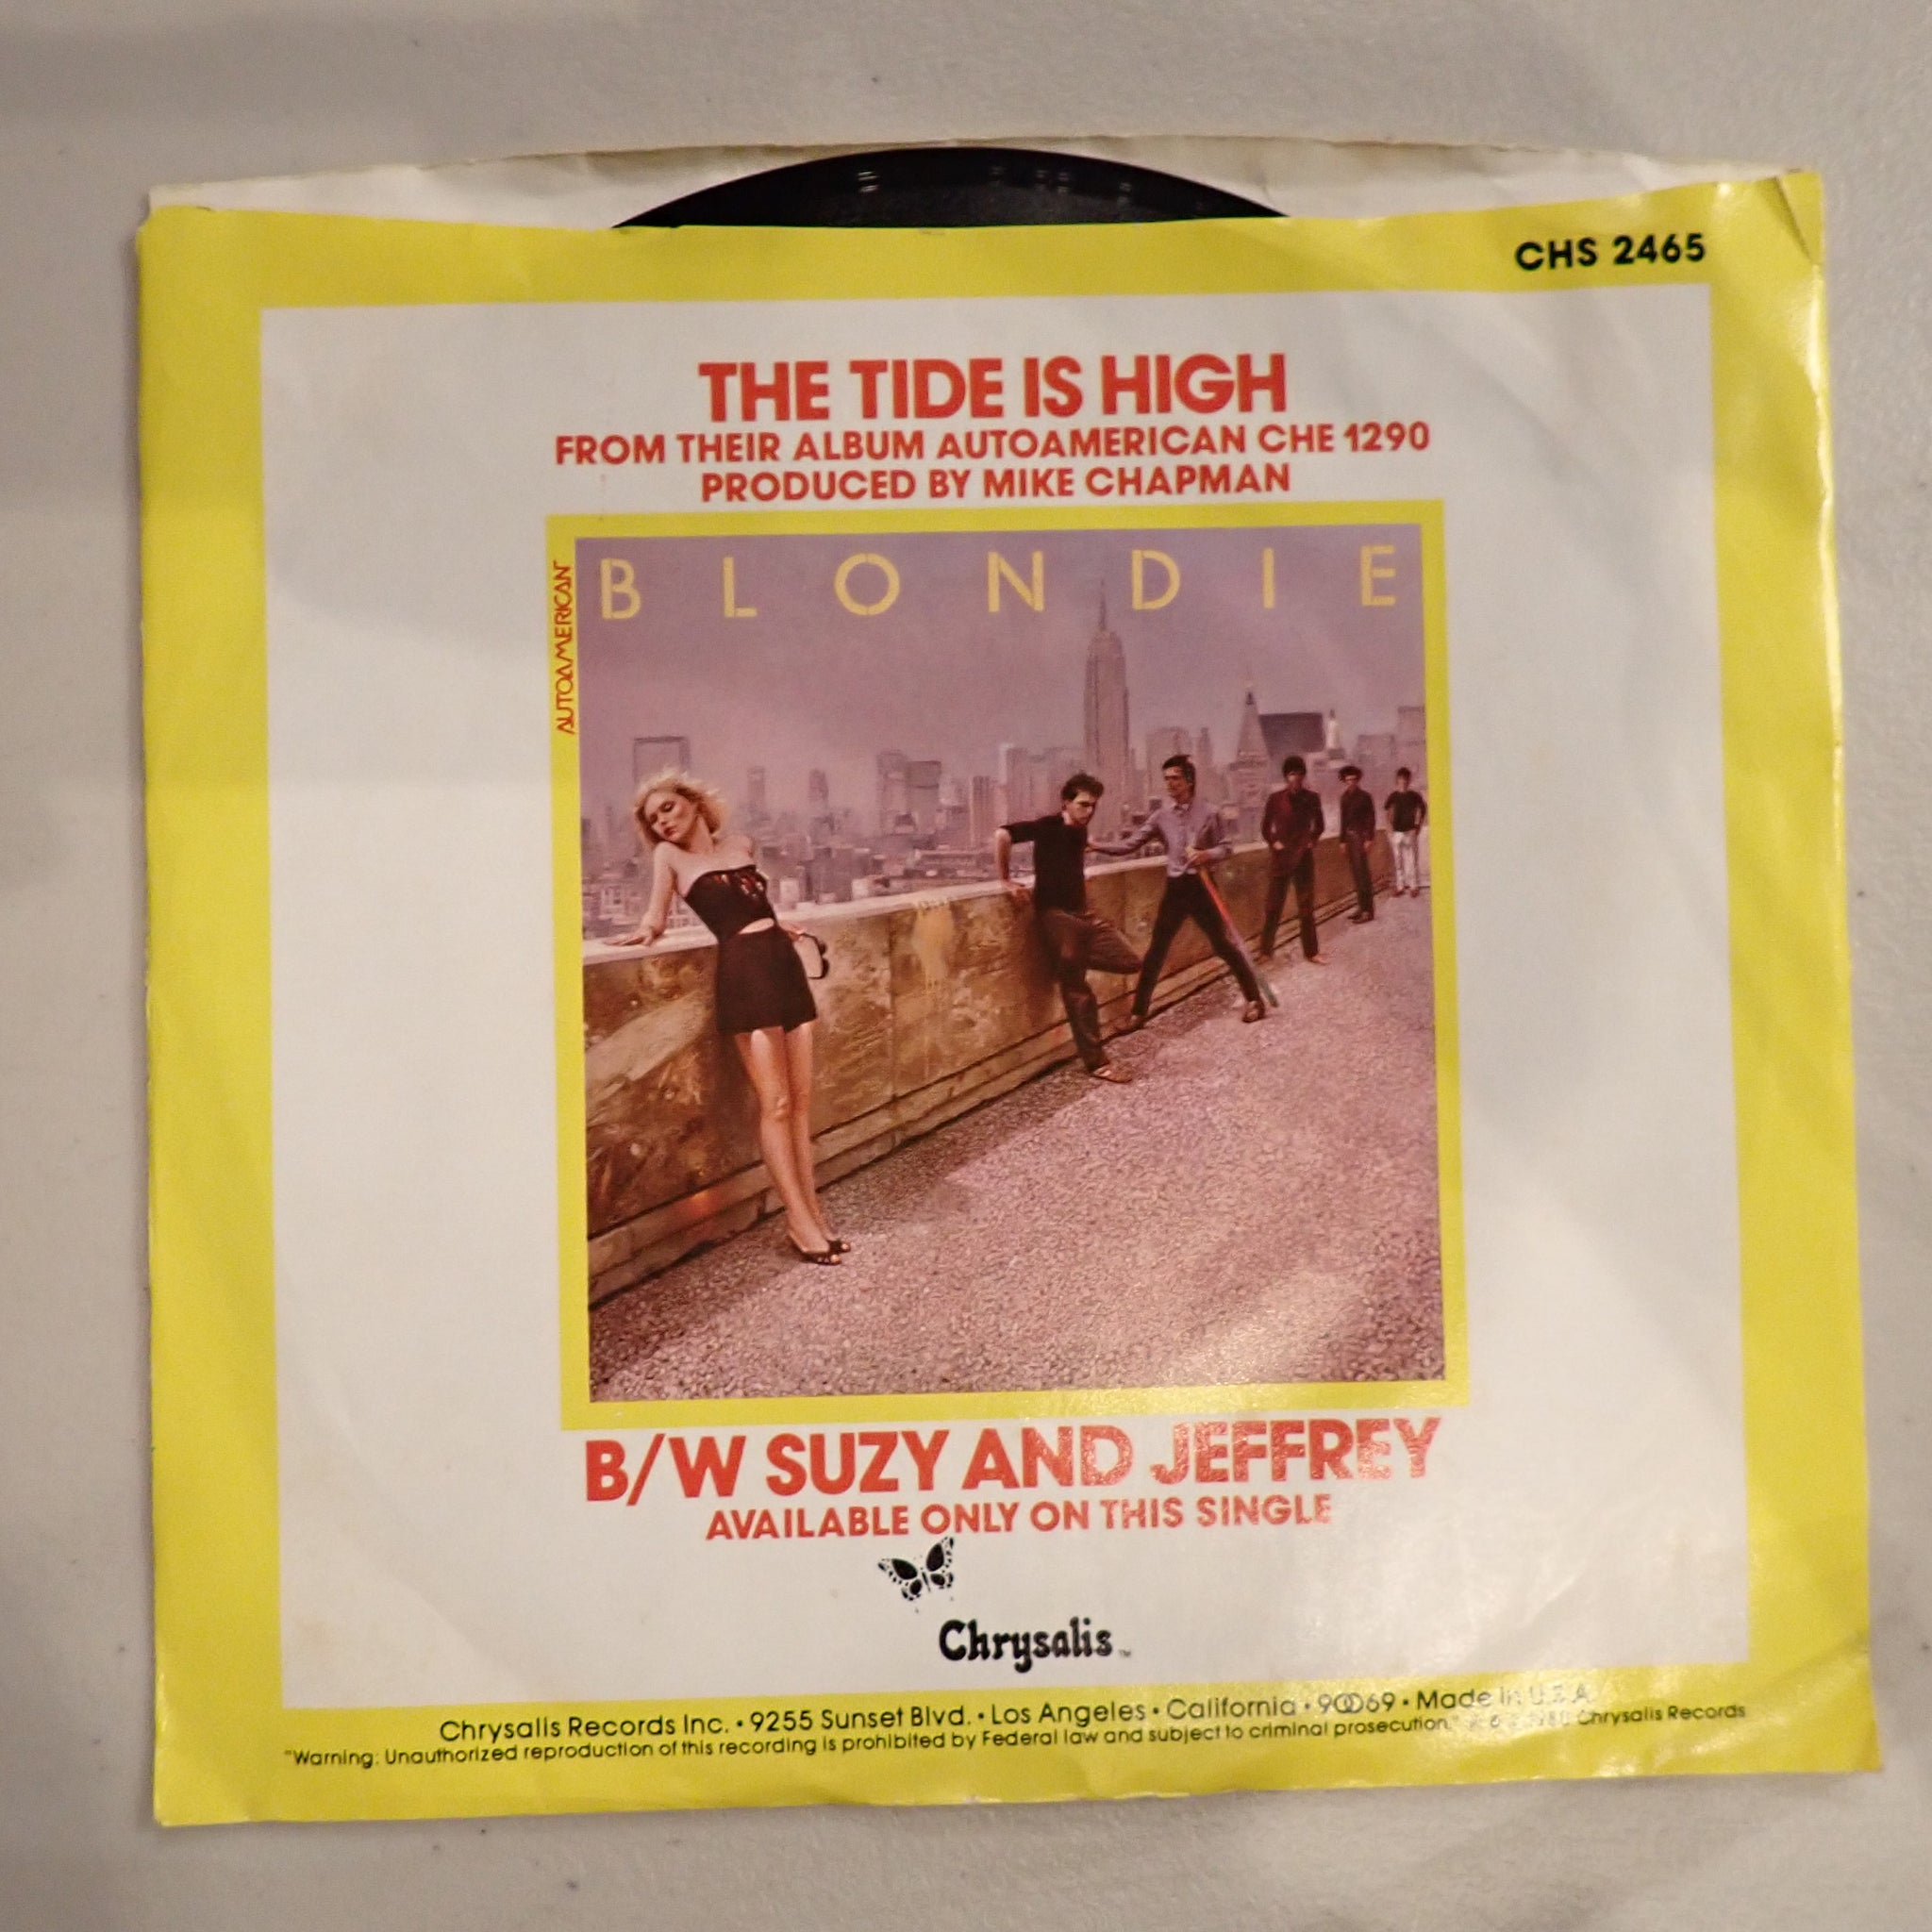 CHS 2465
THE TIDE IS HIGH
FROM THEIR ALBUM AUTOAMERICAN CHE 1290
PRODUCED BY MIKE CHAPMAN
AUTOAMERICAN
BLONDIE
B/W SUZY AND JEFFREY
AVAILABLE ONLY ON THIS SINGLE
Chrysalis™
Chrysalis Records Inc. • 9255 Sunset Blvd. • Los Angeles • California • 90069 • Made in U.S.A.
"Warning: Unauthorized reproduction of this recording is prohibited by Federal law and subject to criminal prosecution." 1980 Chrysalis Records